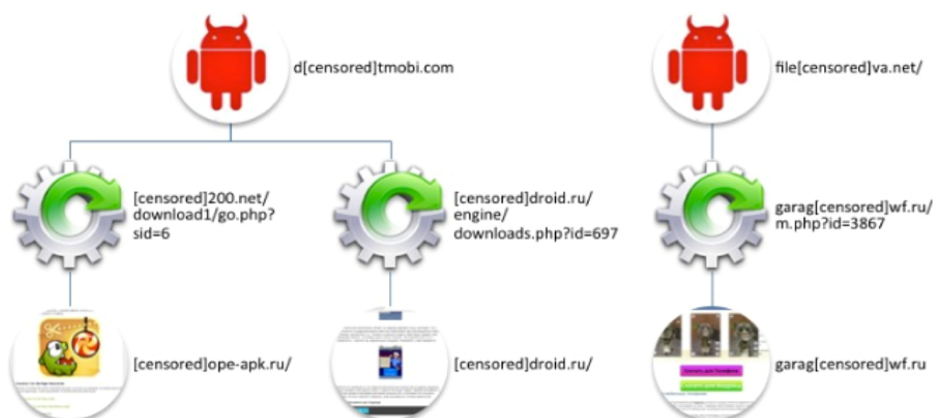 d[censored]tmobi.com
file[censored]va.net/
[censored]200.net/
download1/go.php?
sid=6
[censored]droid.ru/
engine/
downloads.php?id=697
garag[censored]wf.ru/
m.php?id=3867
[censored]ope-apk.ru/
[censored]droid.ru/
garag[censored]wf.ru